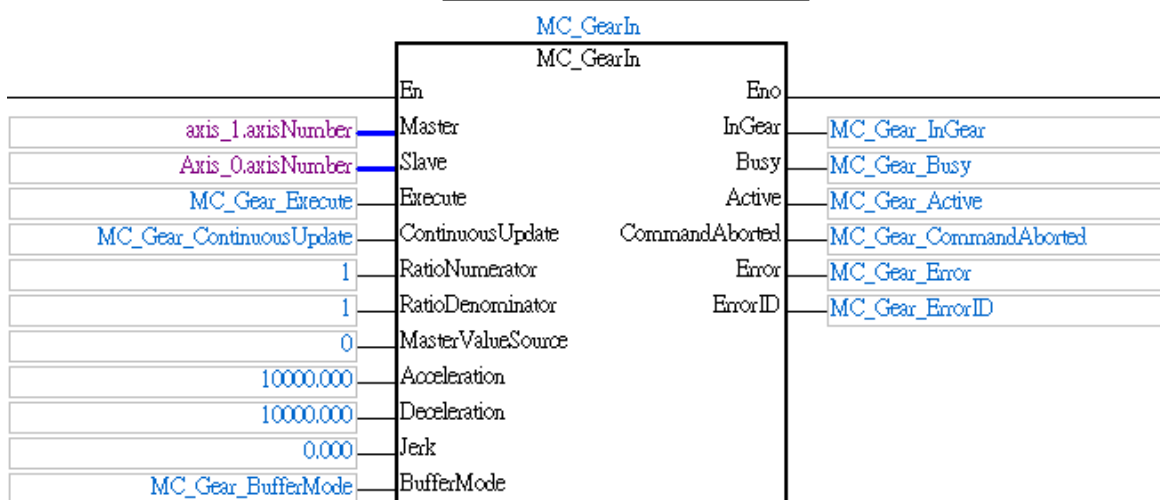 MC_GearIn
MC_GearIn
En Eno
axis_1.axisNumber Master InGear MC_Gear_InGear
Axis_0.axisNumber Slave Busy MC_Gear_Busy
MC_Gear_Execute Execute Active MC_Gear_Active
MC_Gear_ContinuousUpdate ContinuousUpdate CommandAborted MC_Gear_CommandAborted
1 RatioNumerator Error MC_Gear_Error
1 RatioDenominator ErrorID MC_Gear_ErrorID
0 MasterValueSource
10000.000 Acceleration
10000.000 Deceleration
0.000 Jerk
MC_Gear_BufferMode BufferMode